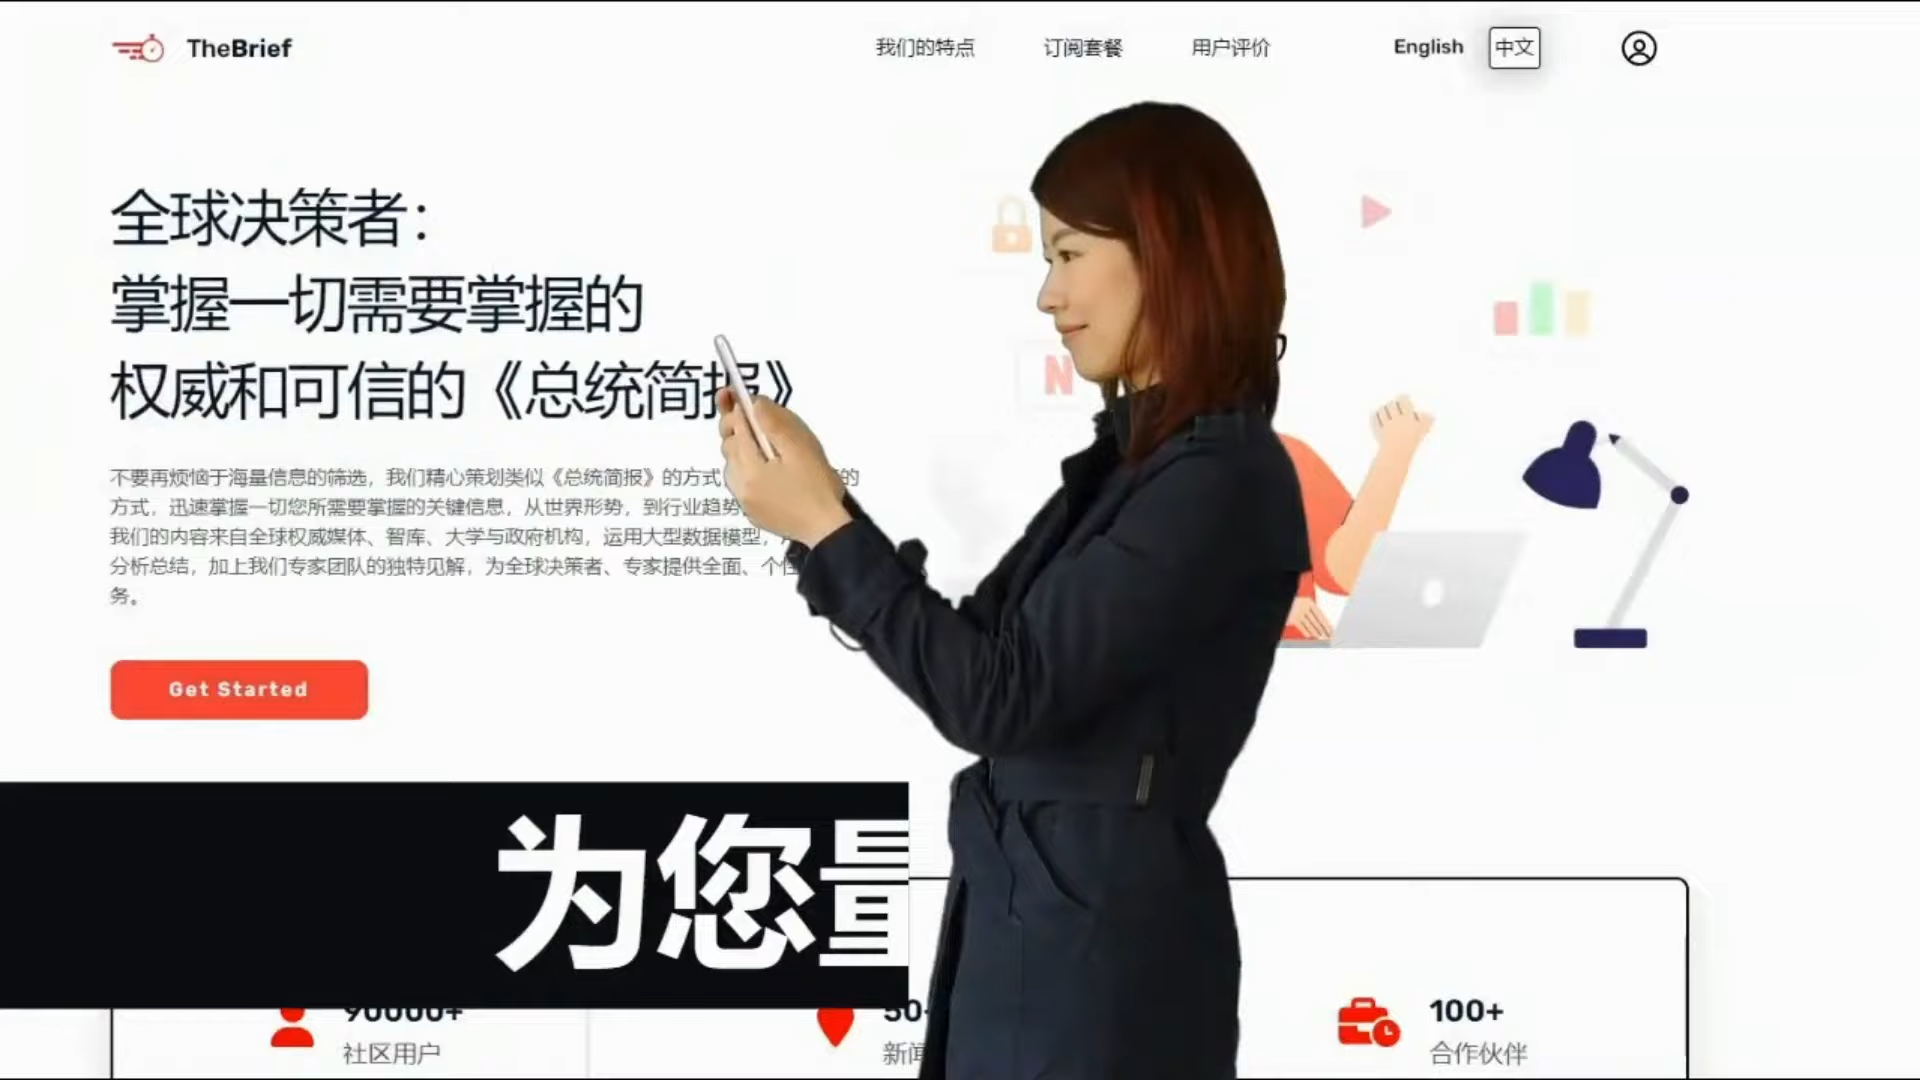 TheBrief
我们的特点
订阅套餐
用户评价
English
中文
全球决策者：
掌握一切需要掌握的
权威和可信的《总统简报》
N
不要再烦恼于海量信息的筛选，我们精心策划类似《总统简报》的方式
的
方式，迅速掌握一切您所需要掌握的关键信息，从世界形势，到行业趋势
我们的内容来自全球权威媒体、智库、大学与政府机构，运用大型数据模型，
分析总结，加上我们专家团队的独特见解，为全球决策者、专家提供全面、个性
务。
Get Started
为您量
90000+
社区用户
50
新闻
100+
合作伙伴